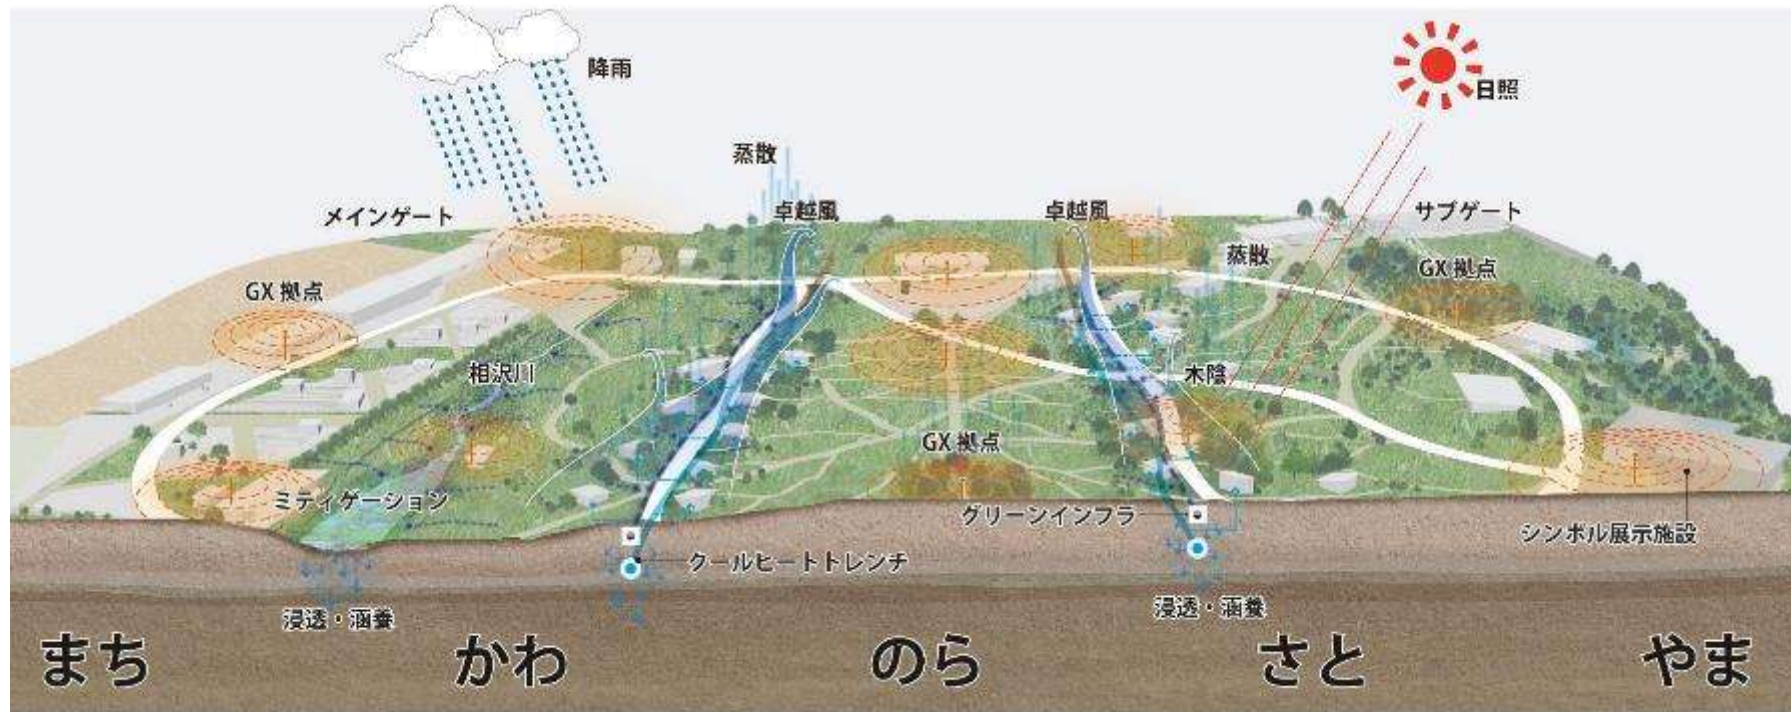 降雨
日照
蒸散
メインゲート
卓越風
卓越風
サブゲート
蒸散
GX 拠点
GX 拠点
相沢川
木陰
GX 拠点
ミティゲーション
グリーンインフラ
シンボル展示施設
クールヒートトレンチ
浸透・涵養
浸透・涵養
まち
かわ
のら
さと
やま